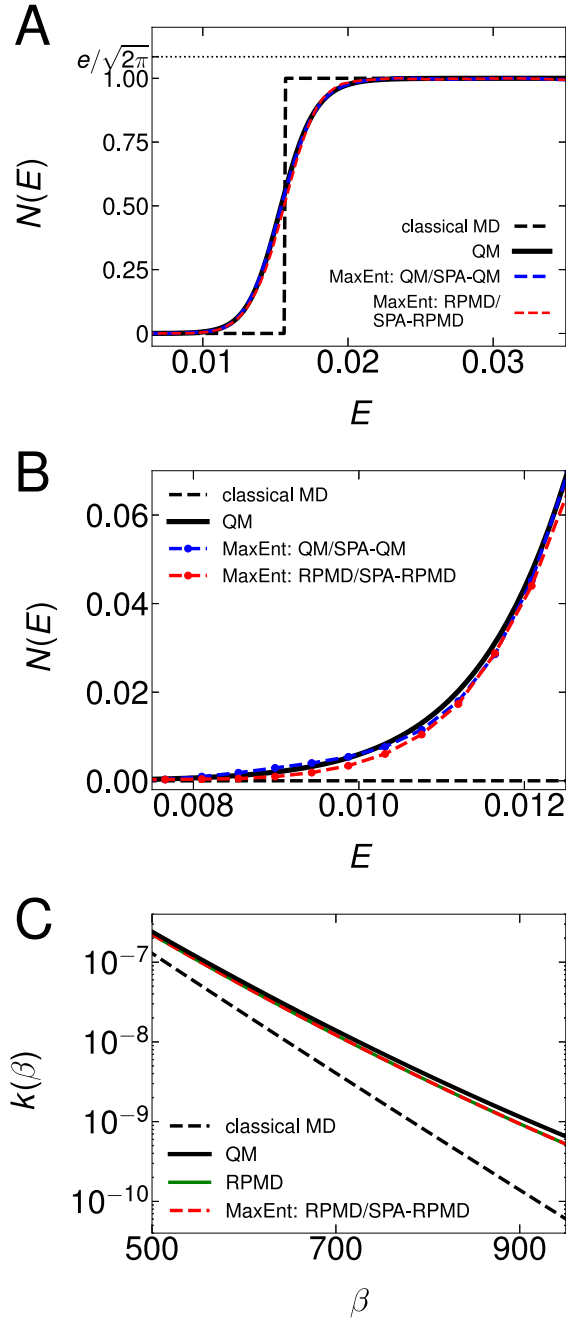 A
e/√2π
1.00
0.75
0.50
0.25
0
N(E)
classical MD
QM
MaxEnt: QM/SPA-QM
MaxEnt: RPMD/
SPA-RPMD
0.01
0.02
0.03
E
B
0.06
0.04
0.02
0.00
N(E)
classical MD
QM
MaxEnt: QM/SPA-QM
MaxEnt: RPMD/SPA-RPMD
0.008
0.010
0.012
E
C
10⁻⁷
10⁻⁸
10⁻⁹
10⁻¹⁰
k(β)
classical MD
QM
RPMD
MaxEnt: RPMD/SPA-RPMD
500
700
900
β